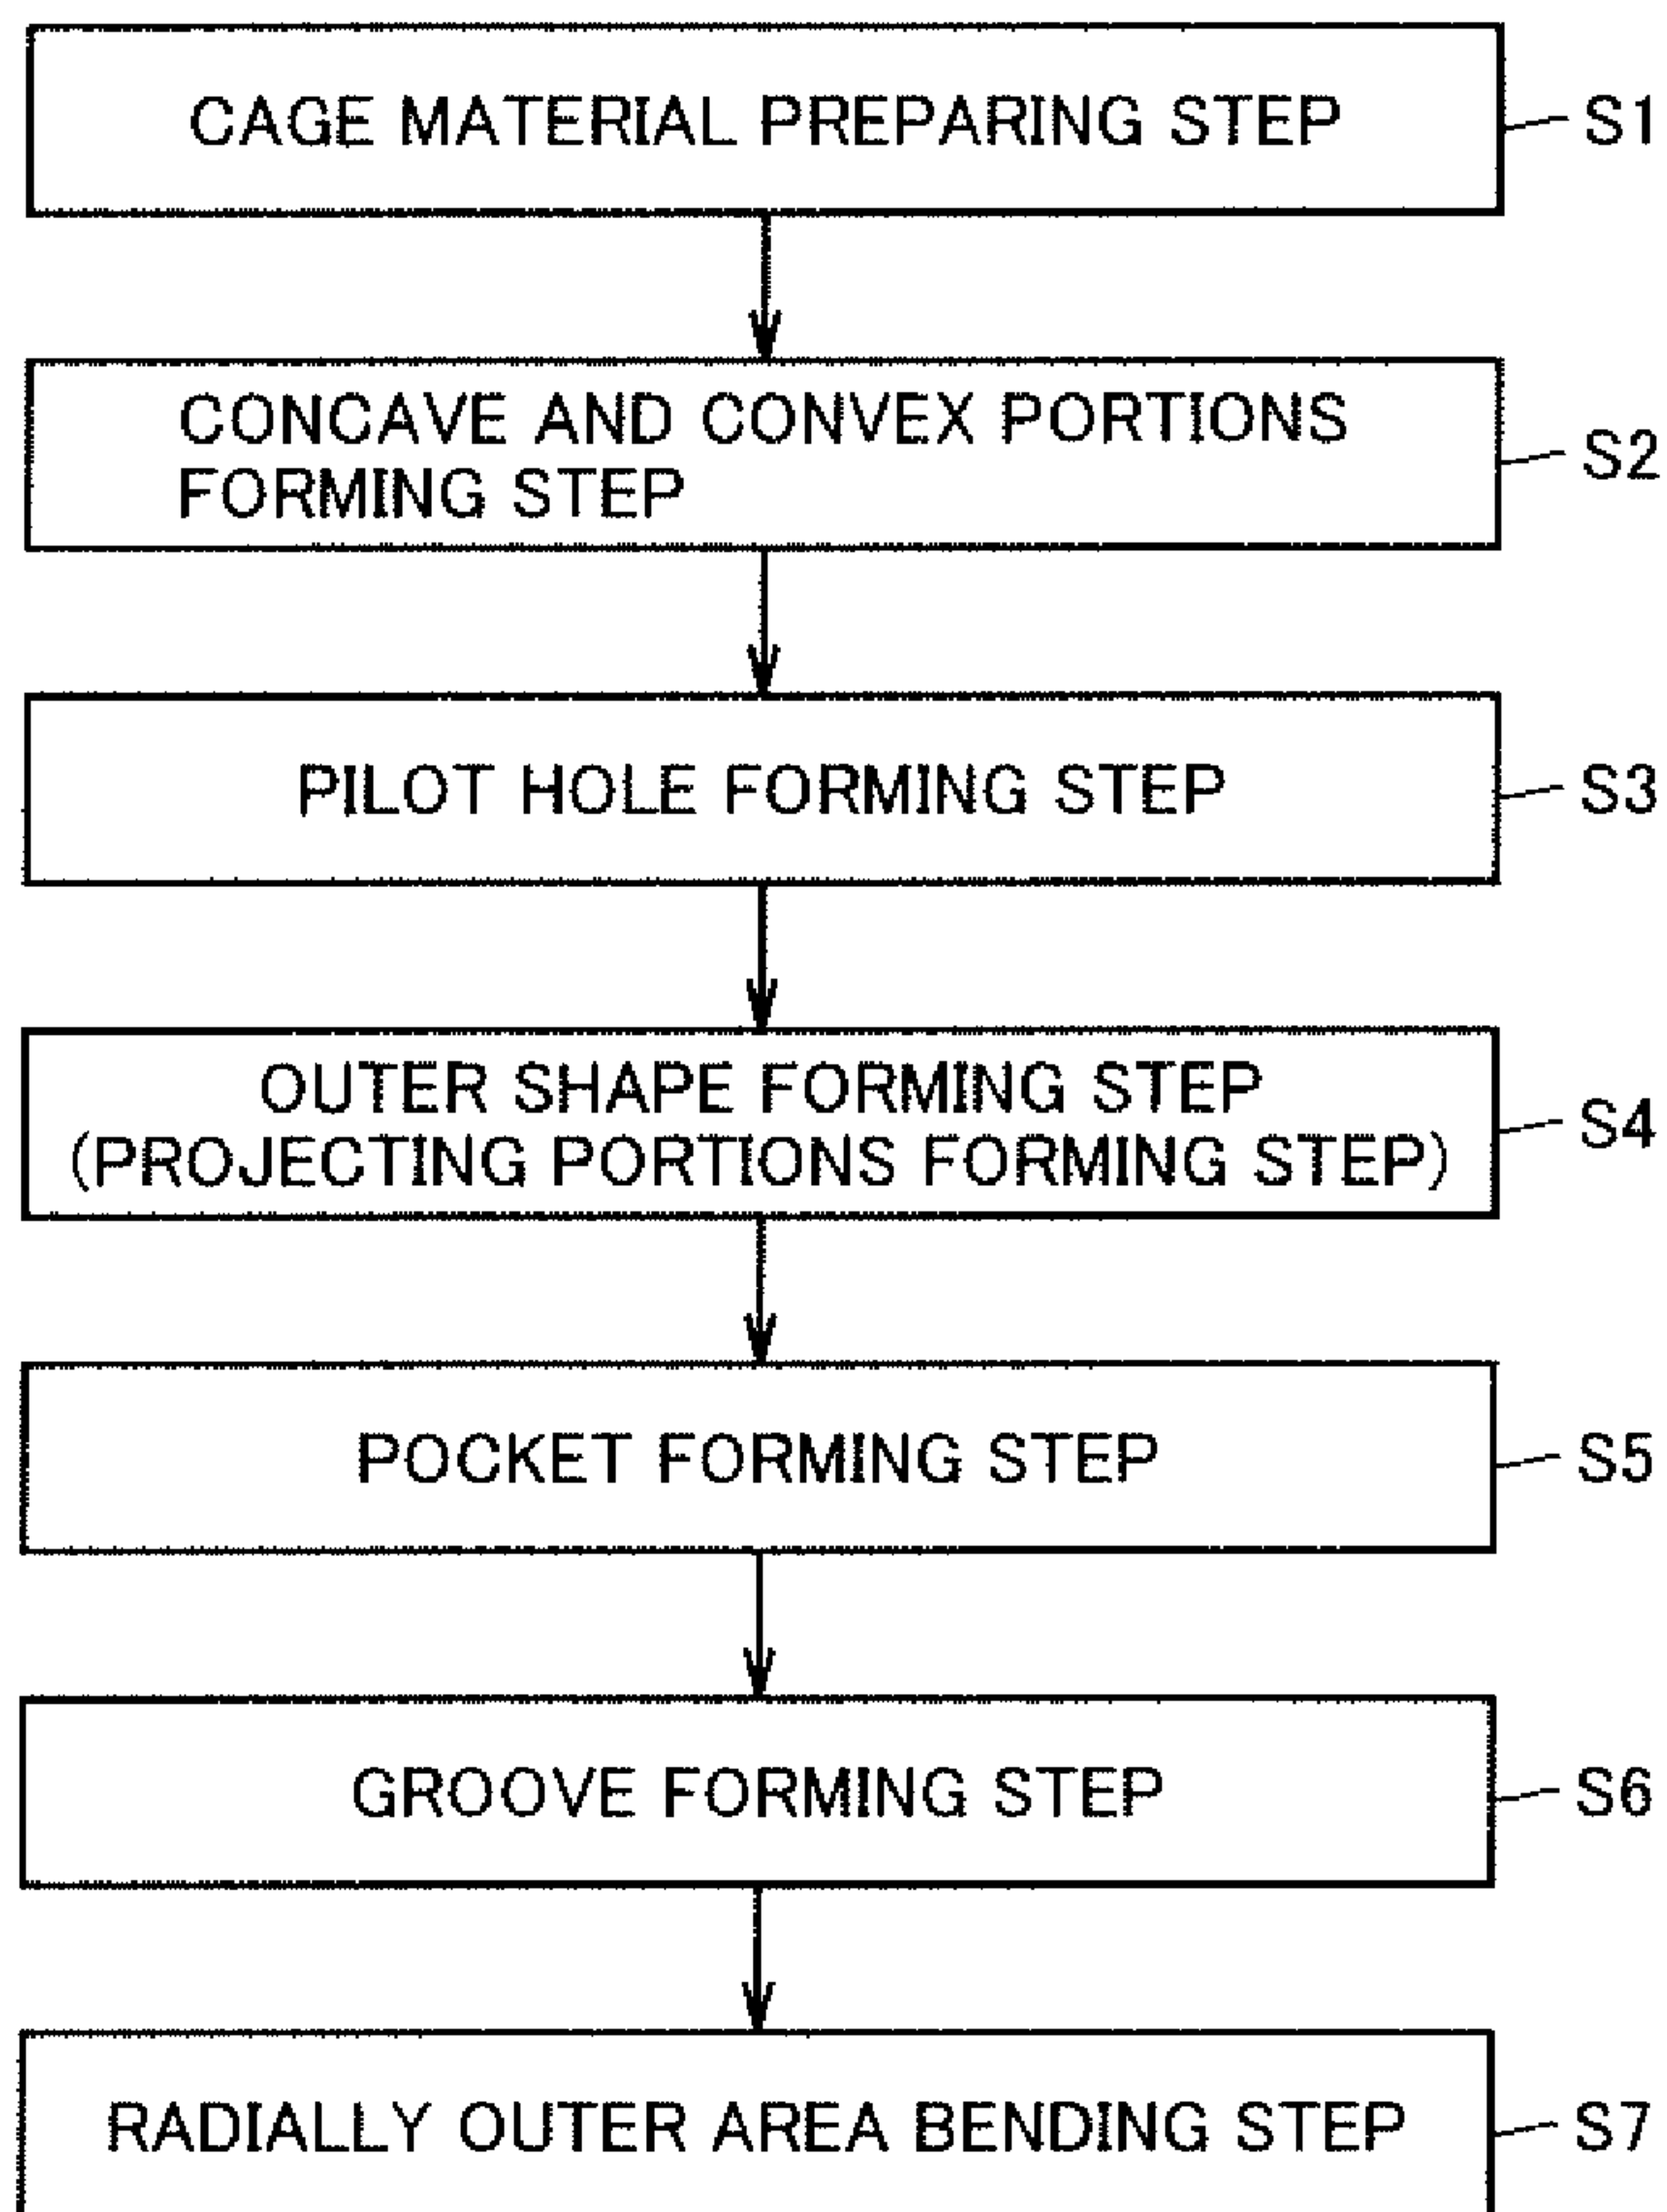 CAGE MATERIAL PREPARING STEP
S1
CONCAVE AND CONVEX PORTIONS
FORMING STEP
S2
PILOT HOLE FORMING STEP
S3
OUTER SHAPE FORMING STEP
(PROJECTING PORTIONS FORMING STEP)
S4
POCKET FORMING STEP
S5
GROOVE FORMING STEP
S6
RADIALLY OUTER AREA BENDING STEP
S7